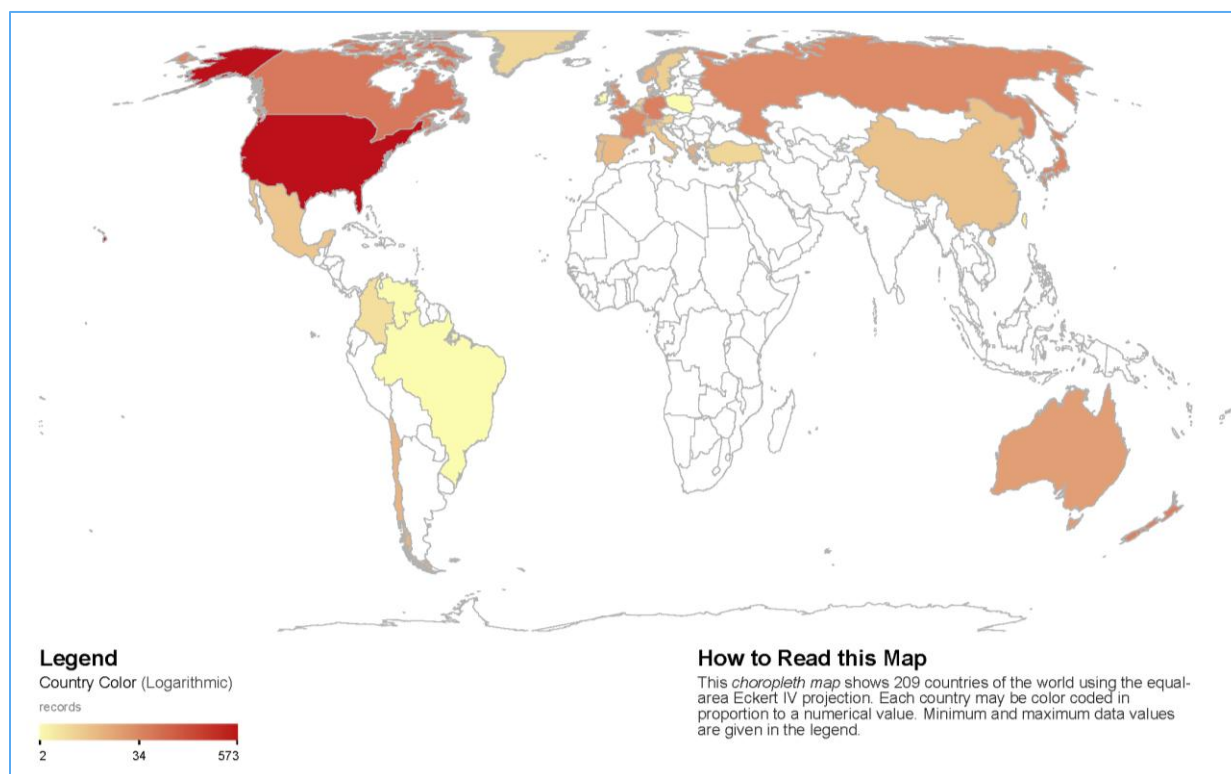 Legend
Country Color (Logarithmic)
records
2 34 573
How to Read this Map
This choropleth map shows 209 countries of the world using the equal-
area Eckert IV projection. Each country may be color coded in
proportion to a numerical value. Minimum and maximum data values
are given in the legend.